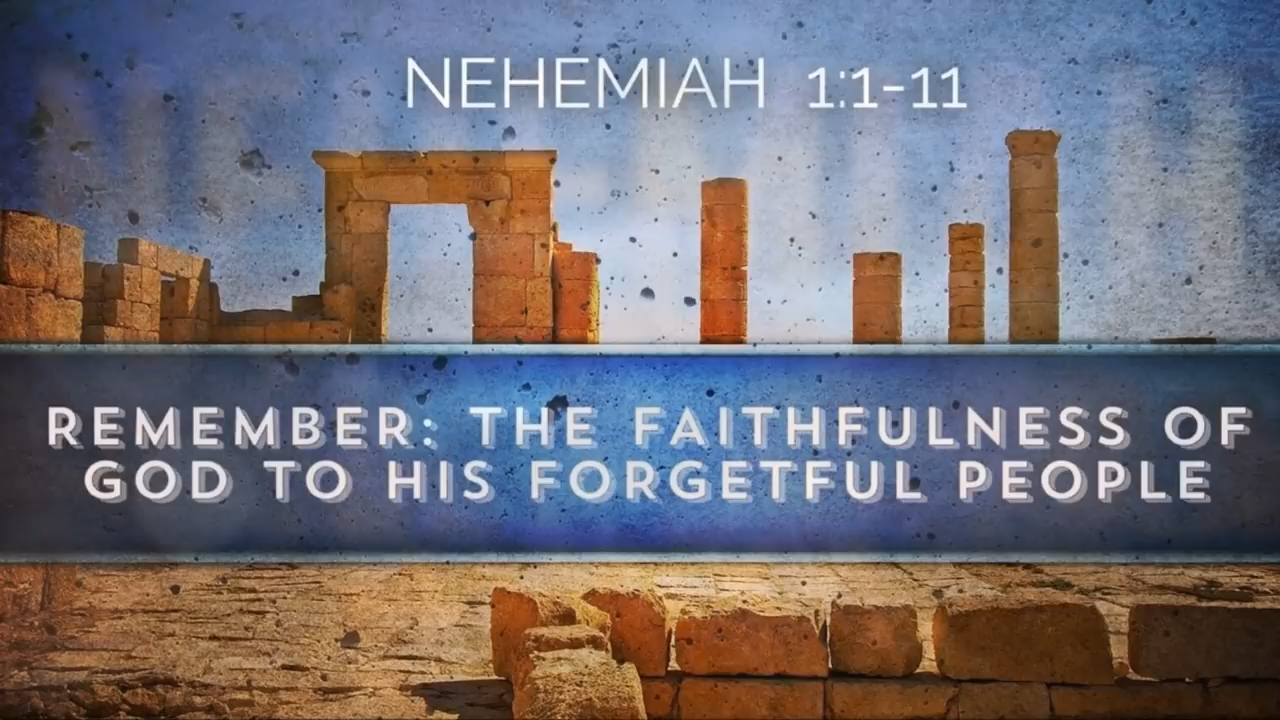 NEHEMIAH 1:1-11
REMEMBER: THE FAITHFULNESS OF
GOD TO HIS FORGETFUL PEOPLE